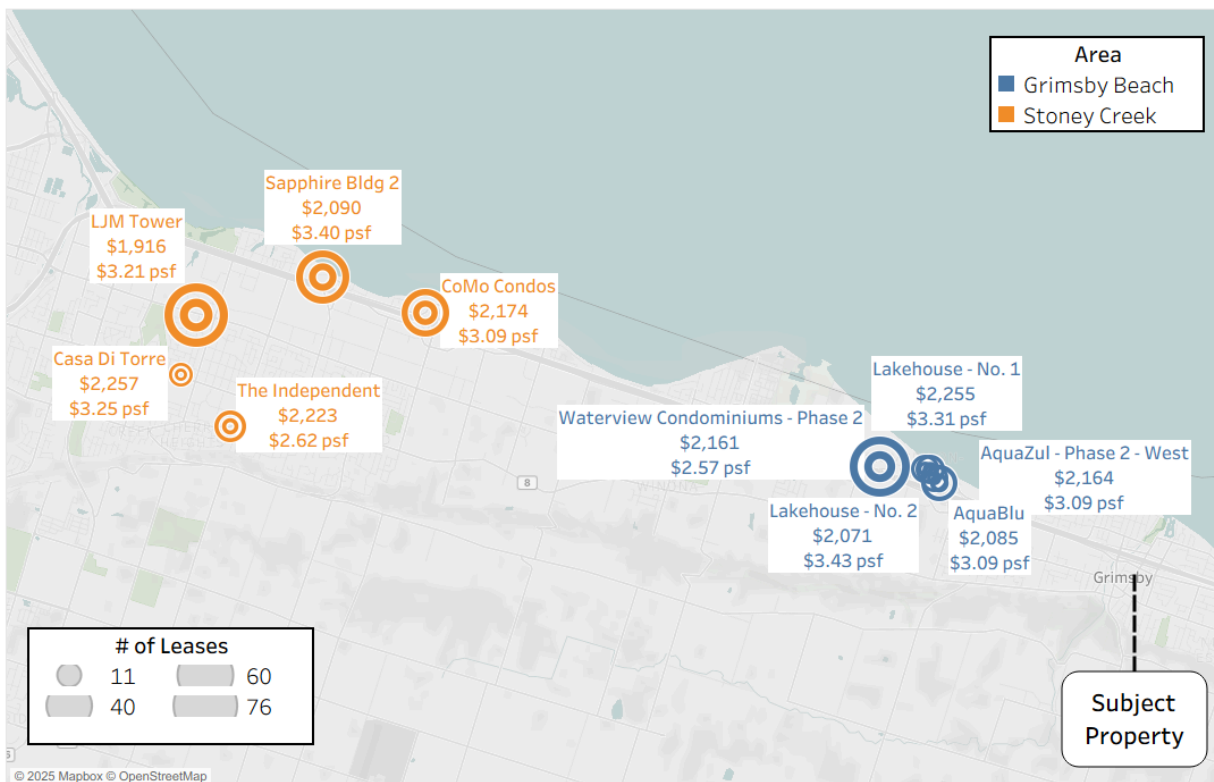 Area
Grimsby Beach
Stoney Creek
Sapphire Bldg 2
$2,090
$3.40 psf
LJM Tower
$1,916
$3.21 psf
CoMo Condos
$2,174
$3.09 psf
Casa Di Torre
$2,257
$3.25 psf
The Independent
$2,223
$2.62 psf
Lakehouse - No. 1
$2,255
$3.31 psf
Waterview Condominiums - Phase 2
$2,161
$2.57 psf
AquaZul - Phase 2 - West
$2,164
$3.09 psf
Lakehouse - No. 2
$2,071
$3.43 psf
AquaBlu
$2,085
$3.09 psf
8
Grimsby
# of Leases
11 60
40 76
Subject
Property
© 2025 Mapbox © OpenStreetMap